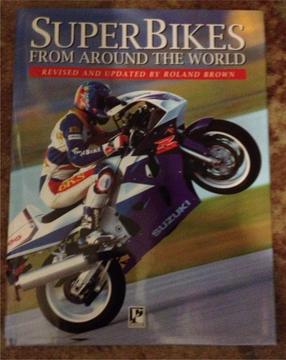 SUPERBIKES
FROM AROUND THE WORLD
REVISED AND UPDATED BY ROLAND BROWN
SUZUKI